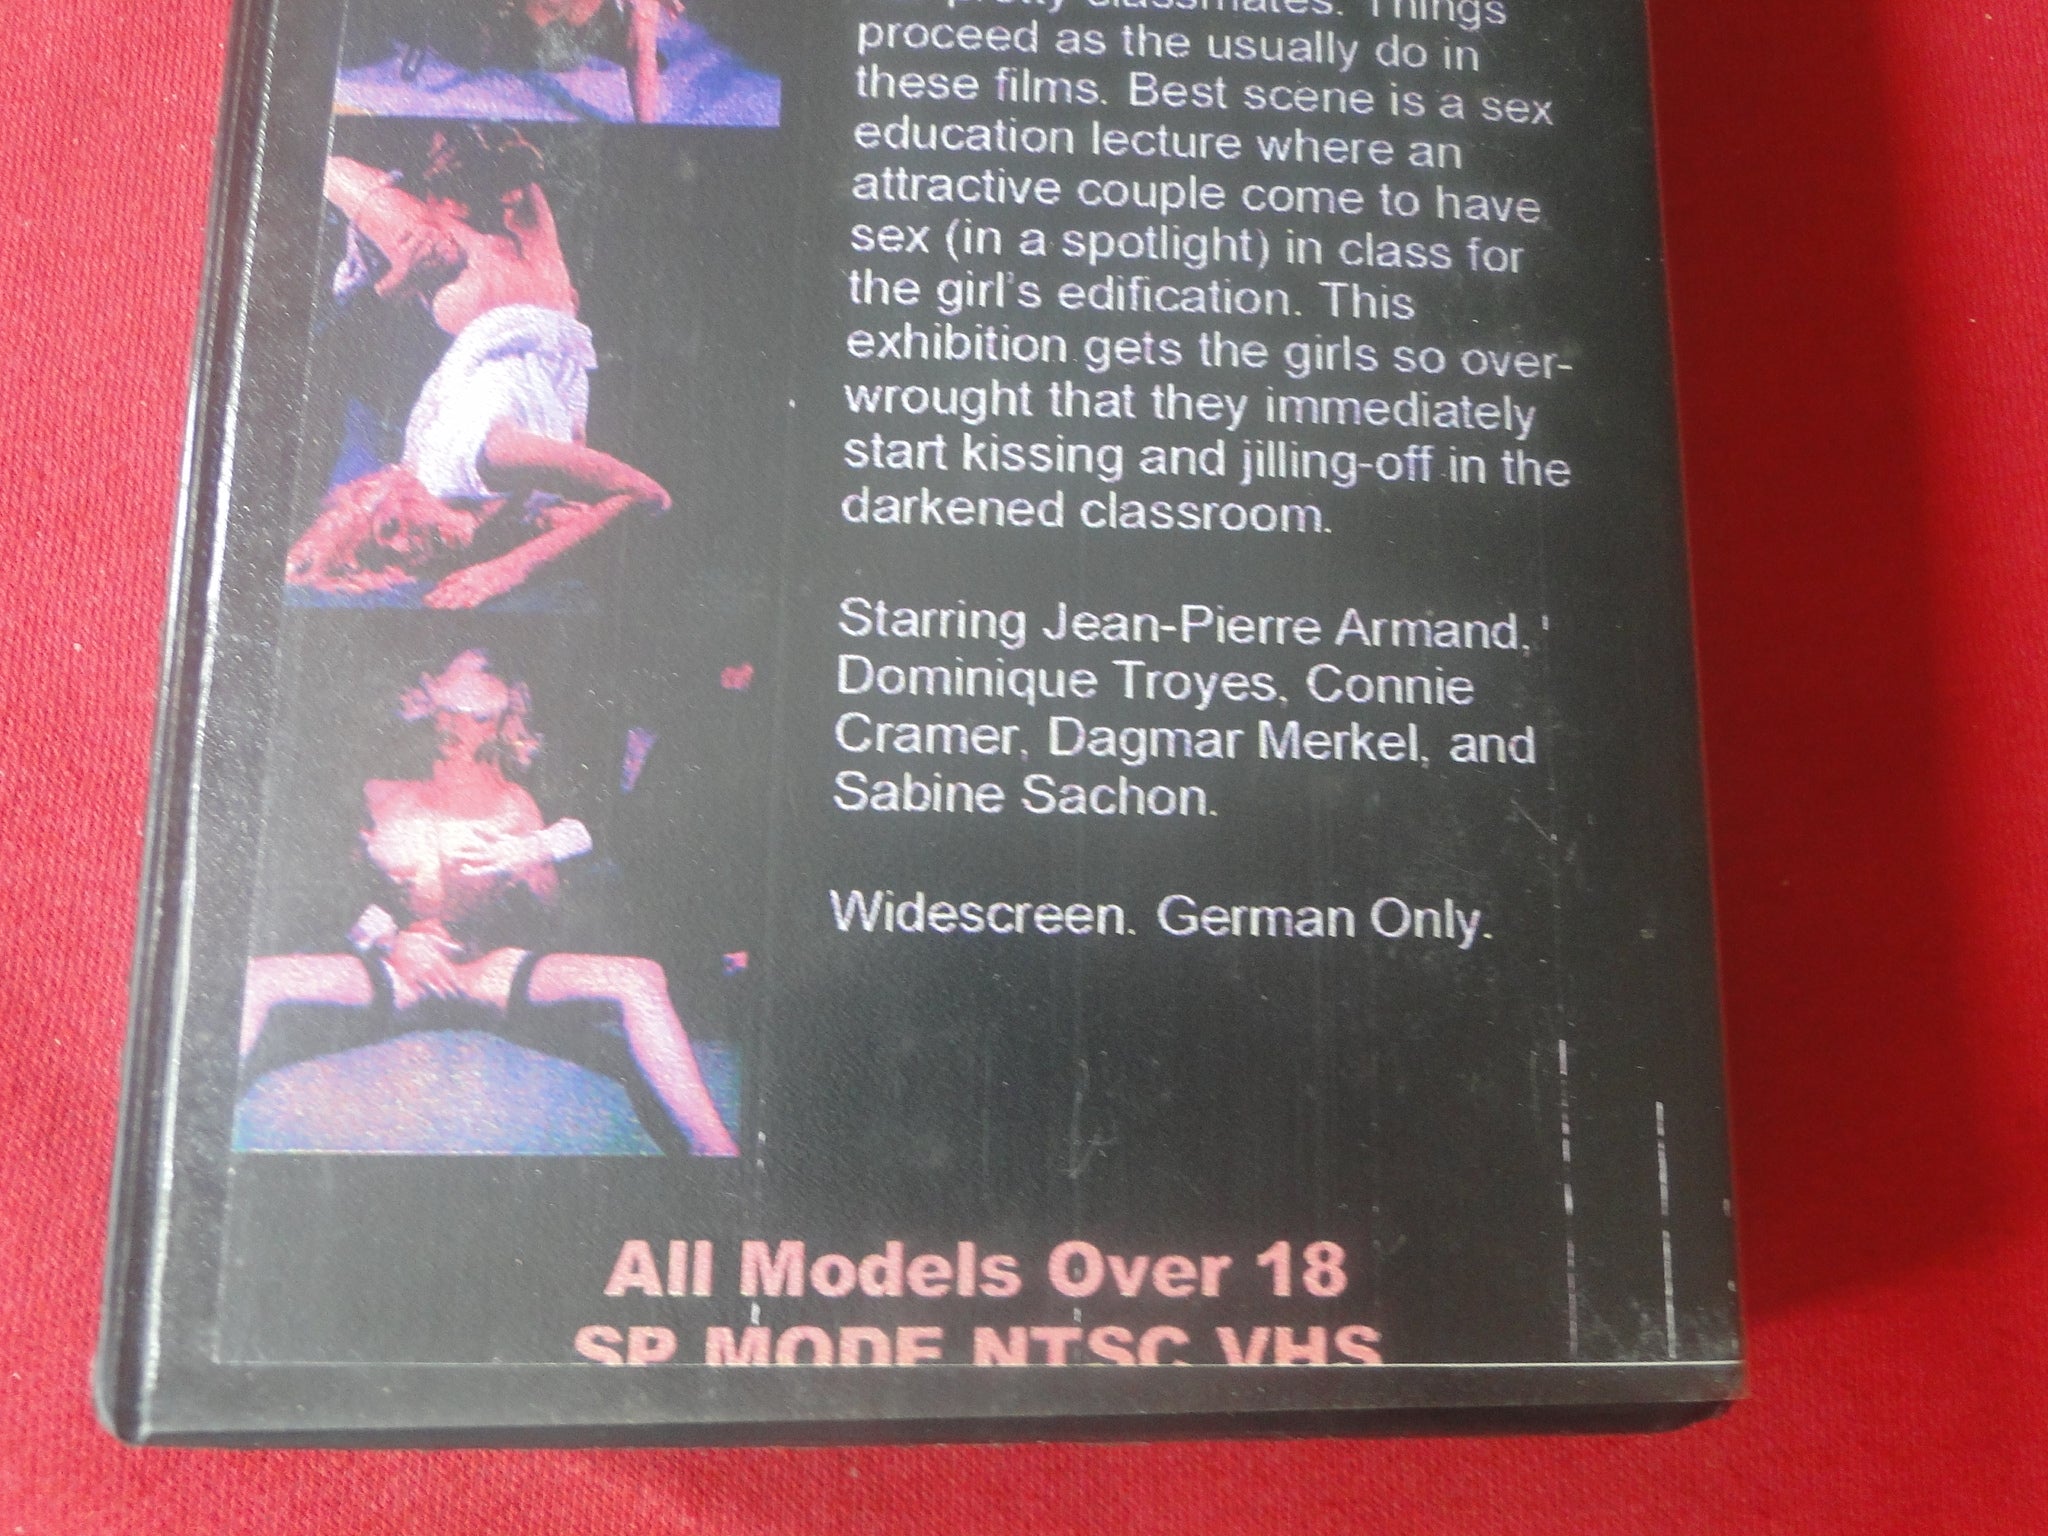 pretty classmates. Things
proceed as the usually do in
these films. Best scene is a sex
education lecture where an
attractive couple come to have
sex (in a spotlight) in class for
the girl's edification. This
exhibition gets the girls so over-
wrought that they immediately
start kissing and jilling-off in the
darkened classroom.
Starring Jean-Pierre Armand,
Dominique Troyes, Connie
Cramer, Dagmar Merkel, and
Sabine Sachon.
Widescreen. German Only.
All Models Over 18
SP MODE NTSC VHS